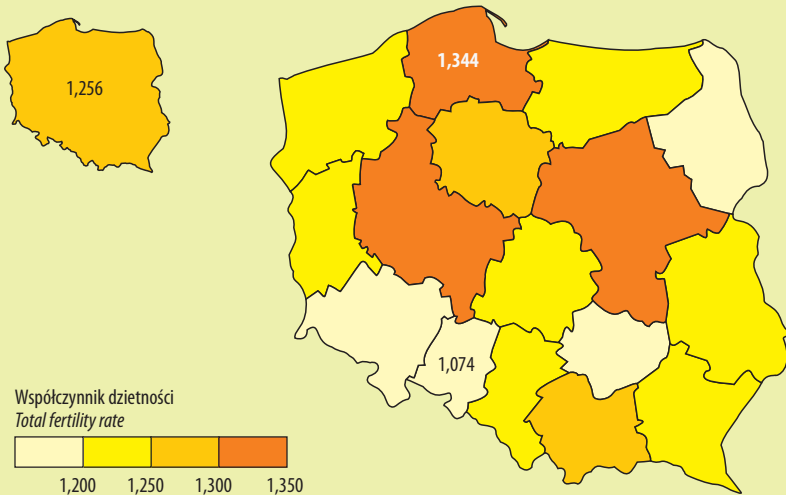 1,256
1,344
1,074
Współczynnik dzietności
Total fertility rate
1,200 1,250 1,300 1,350